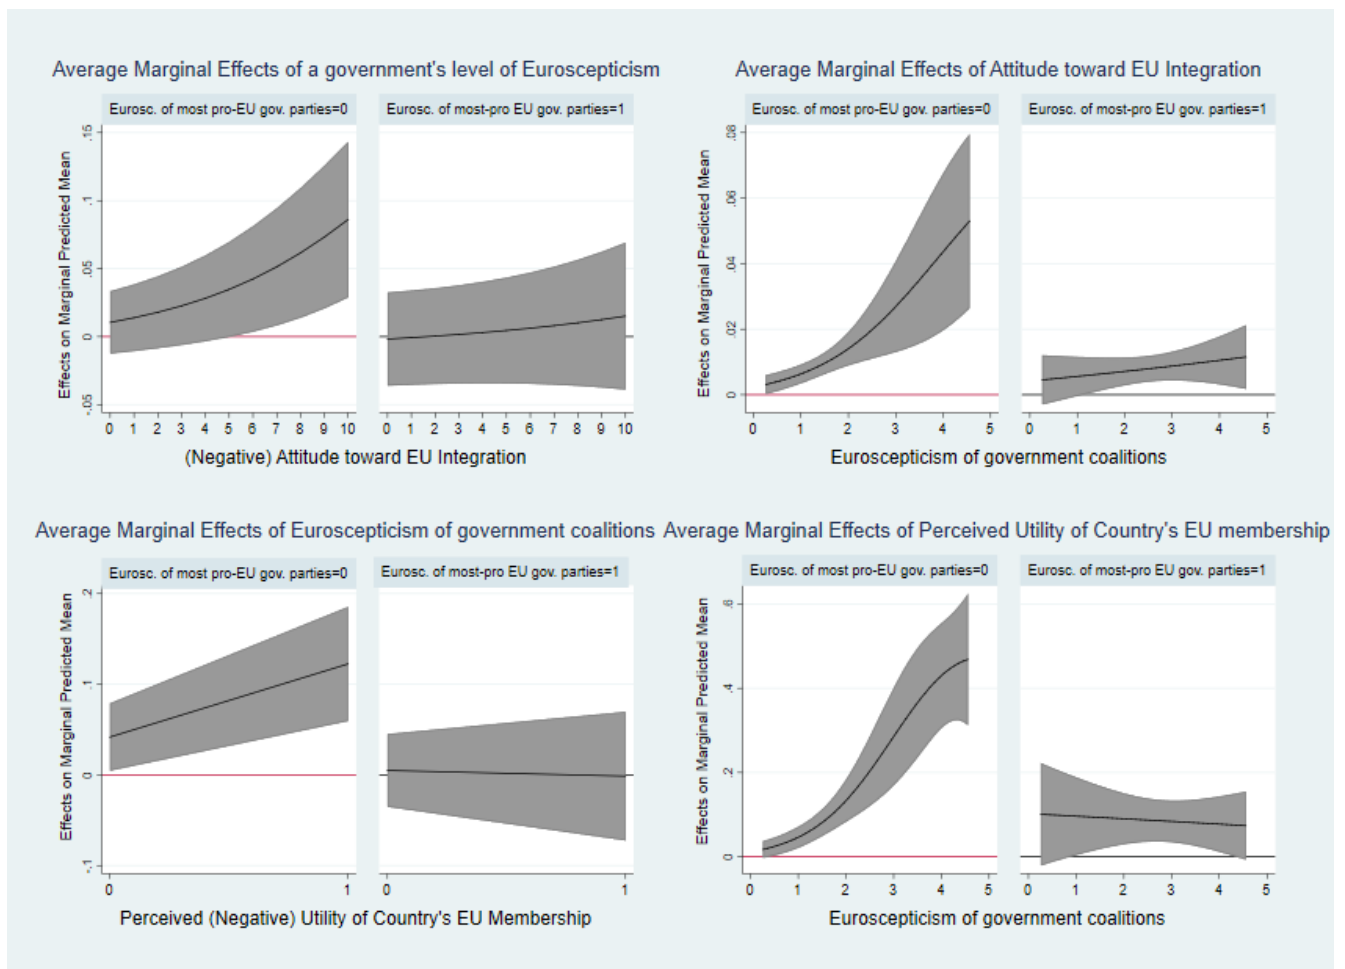 Average Marginal Effects of a government's level of Euroscepticism
Eurosc. of most pro-EU gov. parties=0
Eurosc. of most-pro EU gov. parties=1
Effects on Marginal Predicted Mean
.15
.1
.05
0
-.05
0 1 2 3 4 5 6 7 8 9 10
0 1 2 3 4 5 6 7 8 9 10
(Negative) Attitude toward EU Integration
Average Marginal Effects of Attitude toward EU Integration
Eurosc. of most pro-EU gov. parties=0
Eurosc. of most-pro EU gov. parties=1
Effects on Marginal Predicted Mean
.08
.06
.04
.02
0
0 1 2 3 4 5
0 1 2 3 4 5
Euroscepticism of government coalitions
Average Marginal Effects of Euroscepticism of government coalitions
Eurosc. of most pro-EU gov. parties=0
Eurosc. of most-pro EU gov. parties=1
Effects on Marginal Predicted Mean
.2
.1
0
-.1
0 1
0 1
Perceived (Negative) Utility of Country's EU Membership
Average Marginal Effects of Perceived Utility of Country's EU membership
Eurosc. of most pro-EU gov. parties=0
Eurosc. of most-pro EU gov. parties=1
Effects on Marginal Predicted Mean
.6
.4
.2
0
0 1 2 3 4 5
0 1 2 3 4 5
Euroscepticism of government coalitions